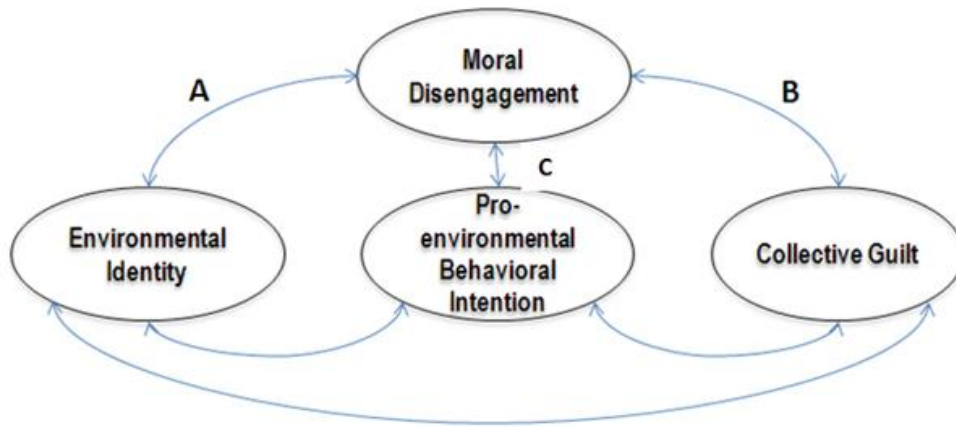 Moral
Disengagement
A
B
C
Environmental
Identity
Pro-
environmental
Behavioral
Intention
Collective Guilt